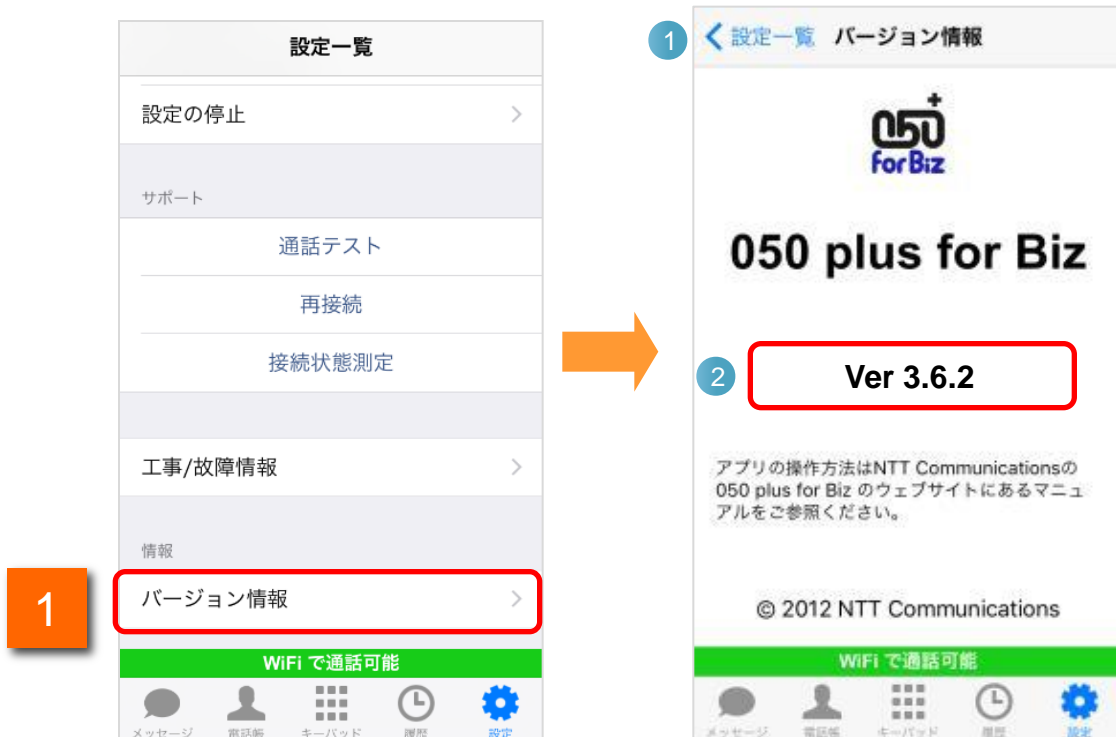 設定一覧
設定の停止
サポート
通話テスト
再接続
接続状態測定
工事/故障情報
情報
1
バージョン情報
WiFi で通話可能
メッセージ 電話帳 キーパッド 履歴 設定
1
設定一覧 バージョン情報
050+
for Biz
050 plus for Biz
2
Ver 3.6.2
アプリの操作方法はNTT Communicationsの
050 plus for Biz のウェブサイトにあるマニュ
アルをご参照ください。
© 2012 NTT Communications
WiFi で通話可能
メッセージ 電話帳 キーパッド 履歴 設定